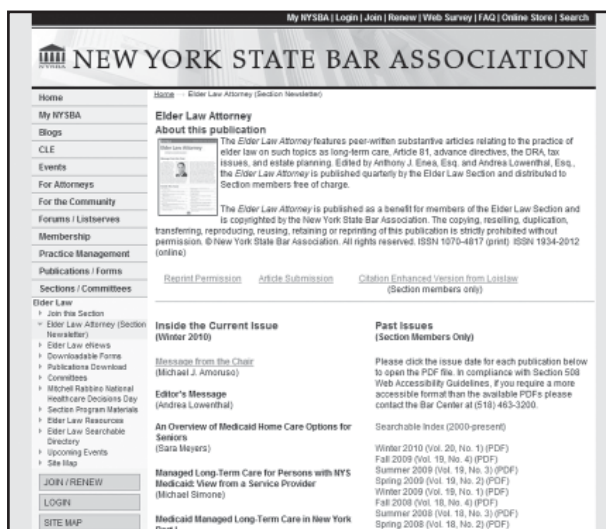 My NYSBA | Login | Join | Renew | Web Survey | FAQ | Online Store | Search
NYSBA
NEW YORK STATE BAR ASSOCIATION
Home
My NYSBA
Blogs
CLE
Events
For Attorneys
For the Community
Forums / Listserves
Membership
Practice Management
Publications / Forms
Sections / Committees
Elder Law
Join this Section
Elder Law Attorney (Section
Newsletter)
Elder Law eNews
Downloadable Forms
Publications Download
Committees
Mitchell Rabbino National
Healthcare Decisions Day
Section Program Materials
Elder Law Resources
Elder Law Searchable
Directory
Upcoming Events
Site Map
JOIN / RENEW
LOGIN
SITE MAP
Home → Elder Law Attorney (Section Newsletter)
Elder Law Attorney
About this publication
The Elder Law Attorney features peer-written substantive articles relating to the practice of
elder law on such topics as long-term care, Article 81, advance directives, the DRA, tax
issues, and estate planning. Edited by Anthony J. Enea, Esq. and Andrea Lowenthal, Esq.,
the Elder Law Attorney is published quarterly by the Elder Law Section and distributed to
Section members free of charge.
The Elder Law Attorney is published as a benefit for members of the Elder Law Section and
is copyrighted by the New York State Bar Association. The copying, reselling, duplication,
transferring, reproducing, reusing, retaining or reprinting of this publication is strictly prohibited without
permission. © New York State Bar Association. All rights reserved. ISSN 1070-4817 (print) ISSN 1934-2012
(online)
Reprint Permission Article Submission Citation Enhanced Version from Loislaw
(Section members only)
Inside the Current Issue
(Winter 2010)
Message from the Chair
(Michael J. Amoruso)
Editor's Message
(Andrea Lowenthal)
An Overview of Medicaid Home Care Options for
Seniors
(Sara Meyers)
Managed Long-Term Care for Persons with NYS
Medicaid: View from a Service Provider
(Michael Simone)
Medicaid Managed Long-Term Care in New York
Past Issues
(Section Members Only)
Please click the issue date for each publication below
to open the PDF file. In compliance with Section 508
Web Accessibility Guidelines, if you require a more
accessible format than the available PDFs please
contact the Bar Center at (518) 463-3200.
Searchable Index (2000-present)
Winter 2010 (Vol. 20, No. 1) (PDF)
Fall 2009 (Vol. 19, No. 4) (PDF)
Summer 2009 (Vol. 19, No. 3) (PDF)
Spring 2009 (Vol. 19, No. 2) (PDF)
Winter 2009 (Vol. 19, No. 1) (PDF)
Fall 2008 (Vol. 18, No. 4) (PDF)
Summer 2008 (Vol. 18, No. 3) (PDF)
Spring 2008 (Vol. 18, No. 2) (PDF)